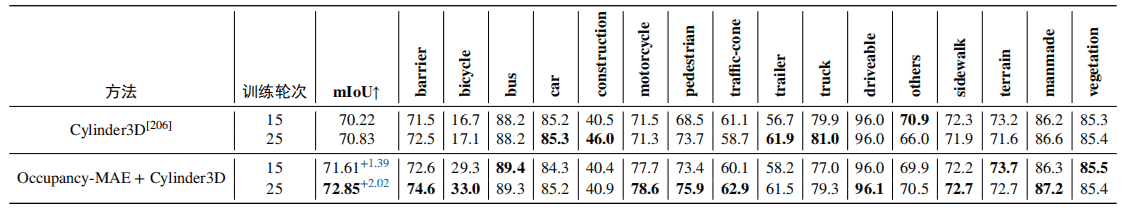 方法 训练轮次 mIoU↑ barrier bicycle bus car construction motorcycle pedestrian traffic-cone trailer truck driveable others sidewalk terrain manmade vegetation
Cylinder3D[206] 15 70.22 71.5 16.7 88.2 85.2 40.5 71.5 68.5 61.1 56.7 79.9 96.0 70.9 72.3 73.2 86.2 85.3
25 70.83 72.5 17.1 88.2 85.3 46.0 71.3 73.7 58.7 61.9 81.0 96.0 66.0 71.9 71.6 86.6 85.4
Occupancy-MAE + Cylinder3D 15 71.61+1.39 72.6 29.3 89.4 84.3 40.4 77.7 73.4 60.1 58.2 77.0 96.0 69.9 72.2 73.7 86.3 85.5
25 72.85+2.02 74.6 33.0 89.3 85.2 40.9 78.6 75.9 62.9 61.5 79.3 96.1 70.5 72.7 72.7 87.2 85.4